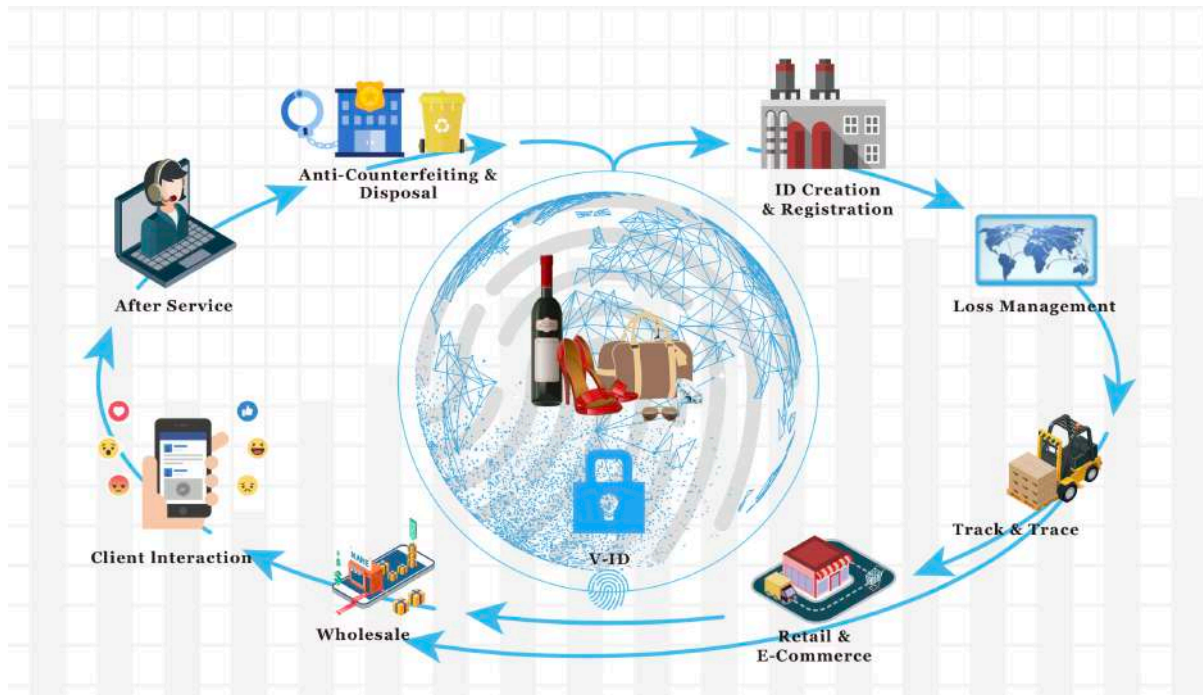 Anti-Counterfeiting &
Disposal
ID Creation
& Registration
After Service
Loss Management
Client Interaction
Track & Trace
V-ID
Wholesale
Retail &
E-Commerce